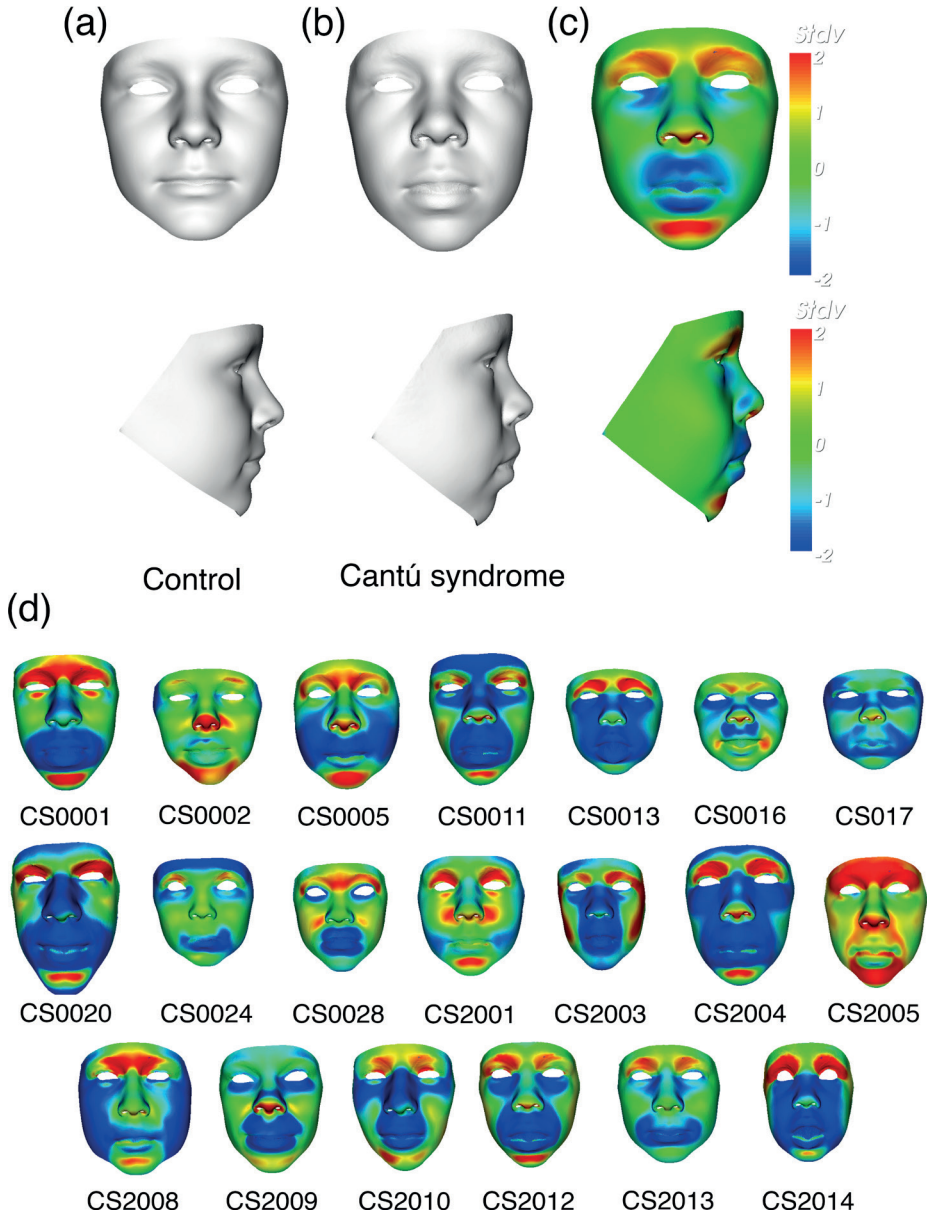 (a) (b) (c)
Stdv
2
1
0
-1
-2
Stdv
2
1
0
-1
-2
Control Cantú syndrome
(d)
CS0001 CS0002 CS0005 CS0011 CS0013 CS0016 CS017
CS0020 CS0024 CS0028 CS2001 CS2003 CS2004 CS2005
CS2008 CS2009 CS2010 CS2012 CS2013 CS2014